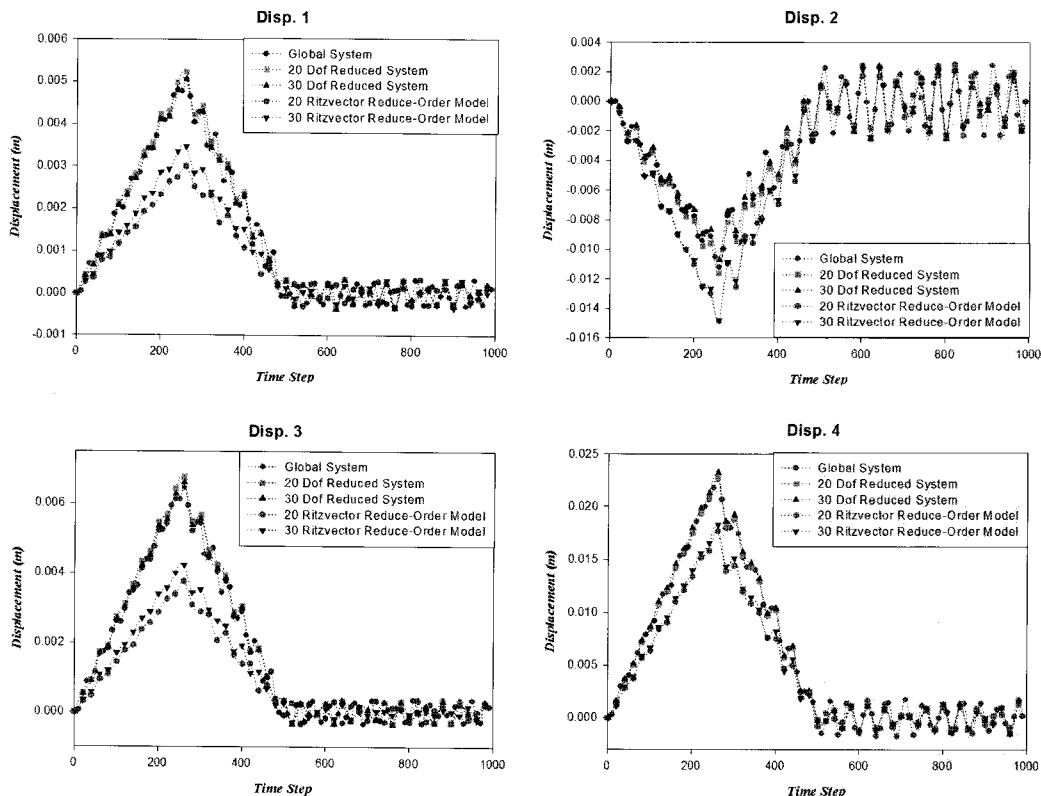 Disp. 1
0.006
0.005
0.004
0.003
0.002
0.001
0.000
-0.001
Displacement (m)
Global System
20 Dof Reduced System
30 Dof Reduced System
20 Ritzvector Reduce-Order Model
30 Ritzvector Reduce-Order Model
0
200
400
600
800
1000
Time Step
Disp. 2
0.004
0.002
0.000
-0.002
-0.004
-0.006
-0.008
-0.010
-0.012
-0.014
-0.016
Displacement (m)
Global System
20 Dof Reduced System
30 Dof Reduced System
20 Ritzvector Reduce-Order Model
30 Ritzvector Reduce-Order Model
0
200
400
600
800
1000
Time Step
Disp. 3
0.006
0.004
0.002
0.000
Displacement (m)
Global System
20 Dof Reduced System
30 Dof Reduced System
20 Ritzvector Reduce-Order Model
30 Ritzvector Reduce-Order Model
0
200
400
600
800
1000
Time Step
Disp. 4
0.025
0.020
0.015
0.010
0.005
0.000
Displacement (m)
Global System
20 Dof Reduced System
30 Dof Reduced System
20 Ritzvector Reduce-Order Model
30 Ritzvector Reduce-Order Model
0
200
400
600
800
1000
Time Step